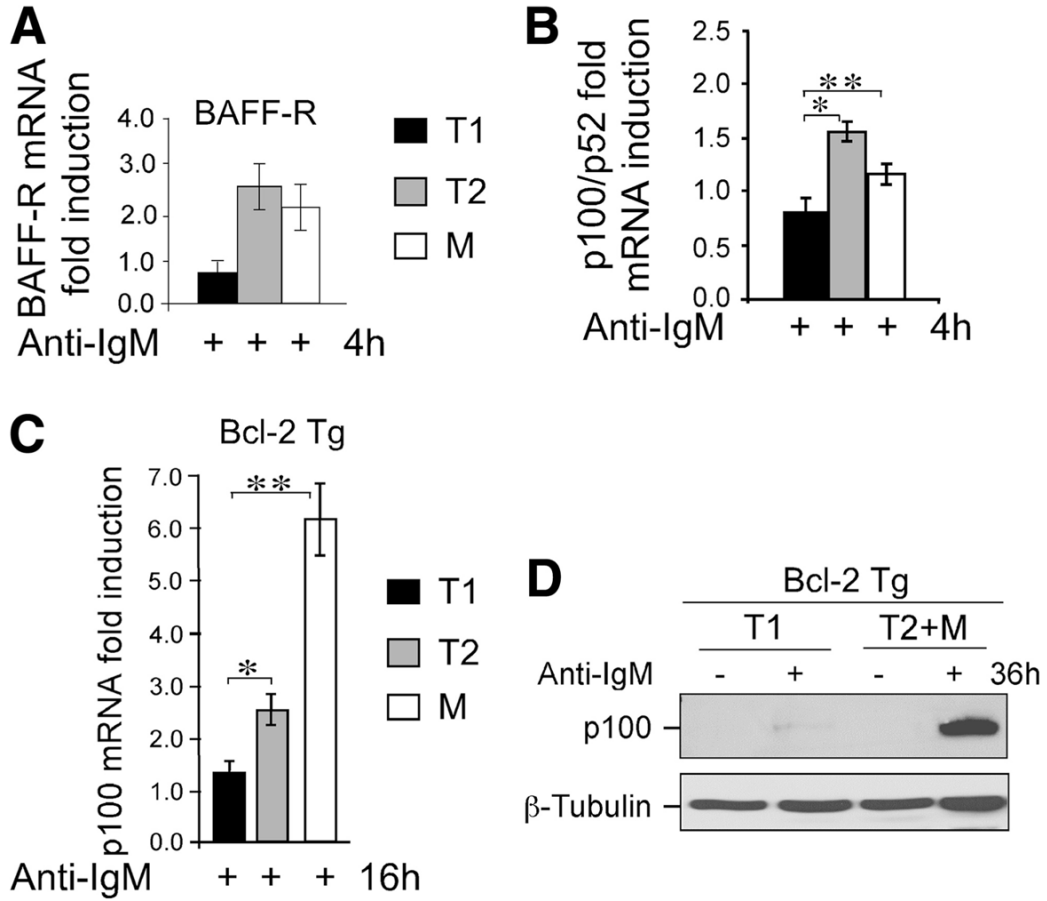 A
BAFF-R mRNA
fold induction
BAFF-R
4.0
3.0
2.0
1.0
0.0
T1
T2
M
Anti-IgM + + + 4h
B
p100/p52 fold
mRNA induction
2.5
2.0
1.5
1.0
0.5
0.0
**
*
Anti-IgM + + + 4h
C
Bcl-2 Tg
p100 mRNA fold induction
7.0
6.0
5.0
4.0
3.0
2.0
1.0
0.0
**
*
T1
T2
M
Anti-IgM + + + 16h
D
Bcl-2 Tg
T1 T2+M
Anti-IgM - + - + 36h
p100
β-Tubulin